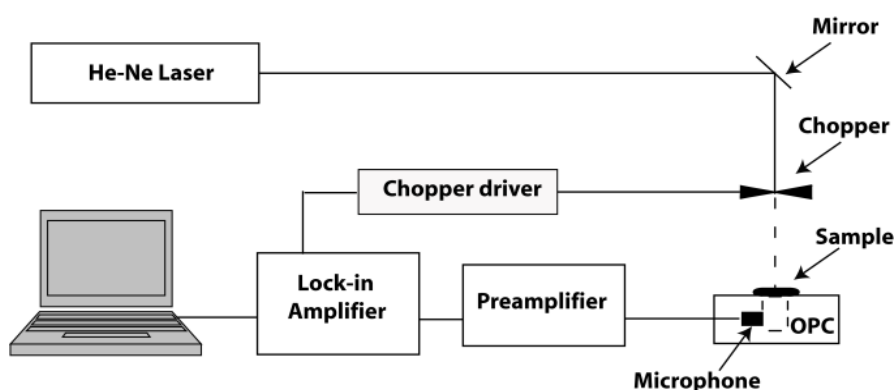 Mirror
He-Ne Laser
Chopper
Chopper driver
Sample
Lock-in
Amplifier
Preamplifier
OPC
Microphone